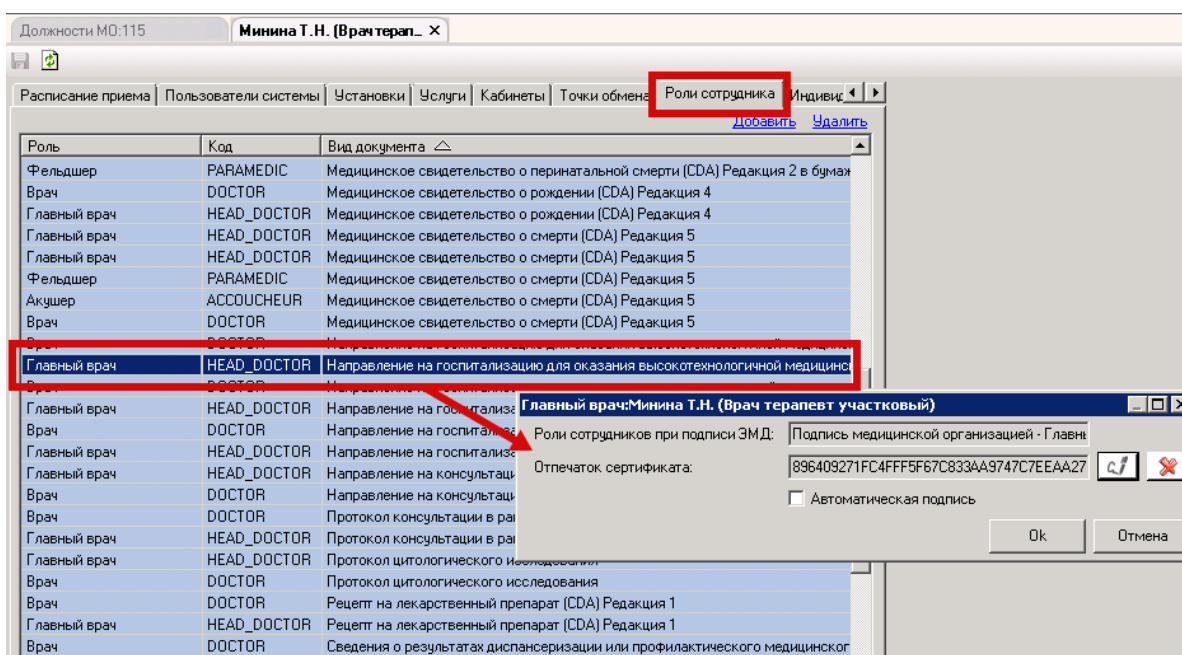 Должности МО:115
Минина Т.Н. (Врач терап...
Расписание приема Пользователи системы Установки Услуги Кабинеты Точки обмена Роли сотрудника Индивид
Добавить Удалить
Роль Код Вид документа
Фельдшер PARAMEDIC Медицинское свидетельство о перинатальной смерти (CDA) Редакция 2 в бумаж
Врач DOCTOR Медицинское свидетельство о рождении (CDA) Редакция 4
Главный врач HEAD_DOCTOR Медицинское свидетельство о рождении (CDA) Редакция 4
Главный врач HEAD_DOCTOR Медицинское свидетельство о смерти (CDA) Редакция 5
Главный врач HEAD_DOCTOR Медицинское свидетельство о смерти (CDA) Редакция 5
Фельдшер PARAMEDIC Медицинское свидетельство о смерти (CDA) Редакция 5
Акушер ACCOUCHEUR Медицинское свидетельство о смерти (CDA) Редакция 5
Врач DOCTOR Медицинское свидетельство о смерти (CDA) Редакция 5
Главный врач HEAD_DOCTOR Направление на госпитализацию для оказания высокотехнологичной медицинс
Главный врач HEAD_DOCTOR Направление на госпитализа
Врач DOCTOR Направление на госпитализа
Главный врач HEAD_DOCTOR Направление на госпитализа
Главный врач HEAD_DOCTOR Направление на консультац
Врач DOCTOR Направление на консультац
Врач DOCTOR Протокол консультации в ра
Главный врач HEAD_DOCTOR Протокол консультации в ра
Главный врач HEAD_DOCTOR Протокол цитологического исследования
Врач DOCTOR Протокол цитологического исследования
Врач DOCTOR Рецепт на лекарственный препарат (CDA) Редакция 1
Главный врач HEAD_DOCTOR Рецепт на лекарственный препарат (CDA) Редакция 1
Врач DOCTOR Сведения о результатах диспансеризации или профилактического медицинског
Главный врач:Минина Т.Н. (Врач терапевт участковый)
Роли сотрудников при подписи ЭМД: Подпись медицинской организацией - Главн
Отпечаток сертификата: 896409271FC4FFF5F67C833AA9747C7EEAA27
Автоматическая подпись
Ok Отмена